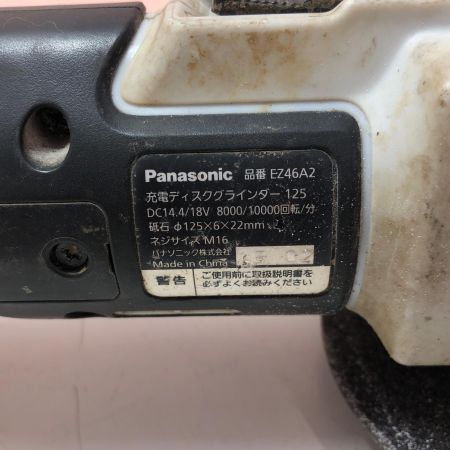 Panasonic 品番 EZ46A2
充電ディスクグラインダー 125
DC14.4/18V 8000/10000回転/分
砥石 φ125×6×22mm
ネジサイズ M16
パナソニック株式会社
Made in China
警告 ご使用前に取扱説明書を
必ずよくお読みください